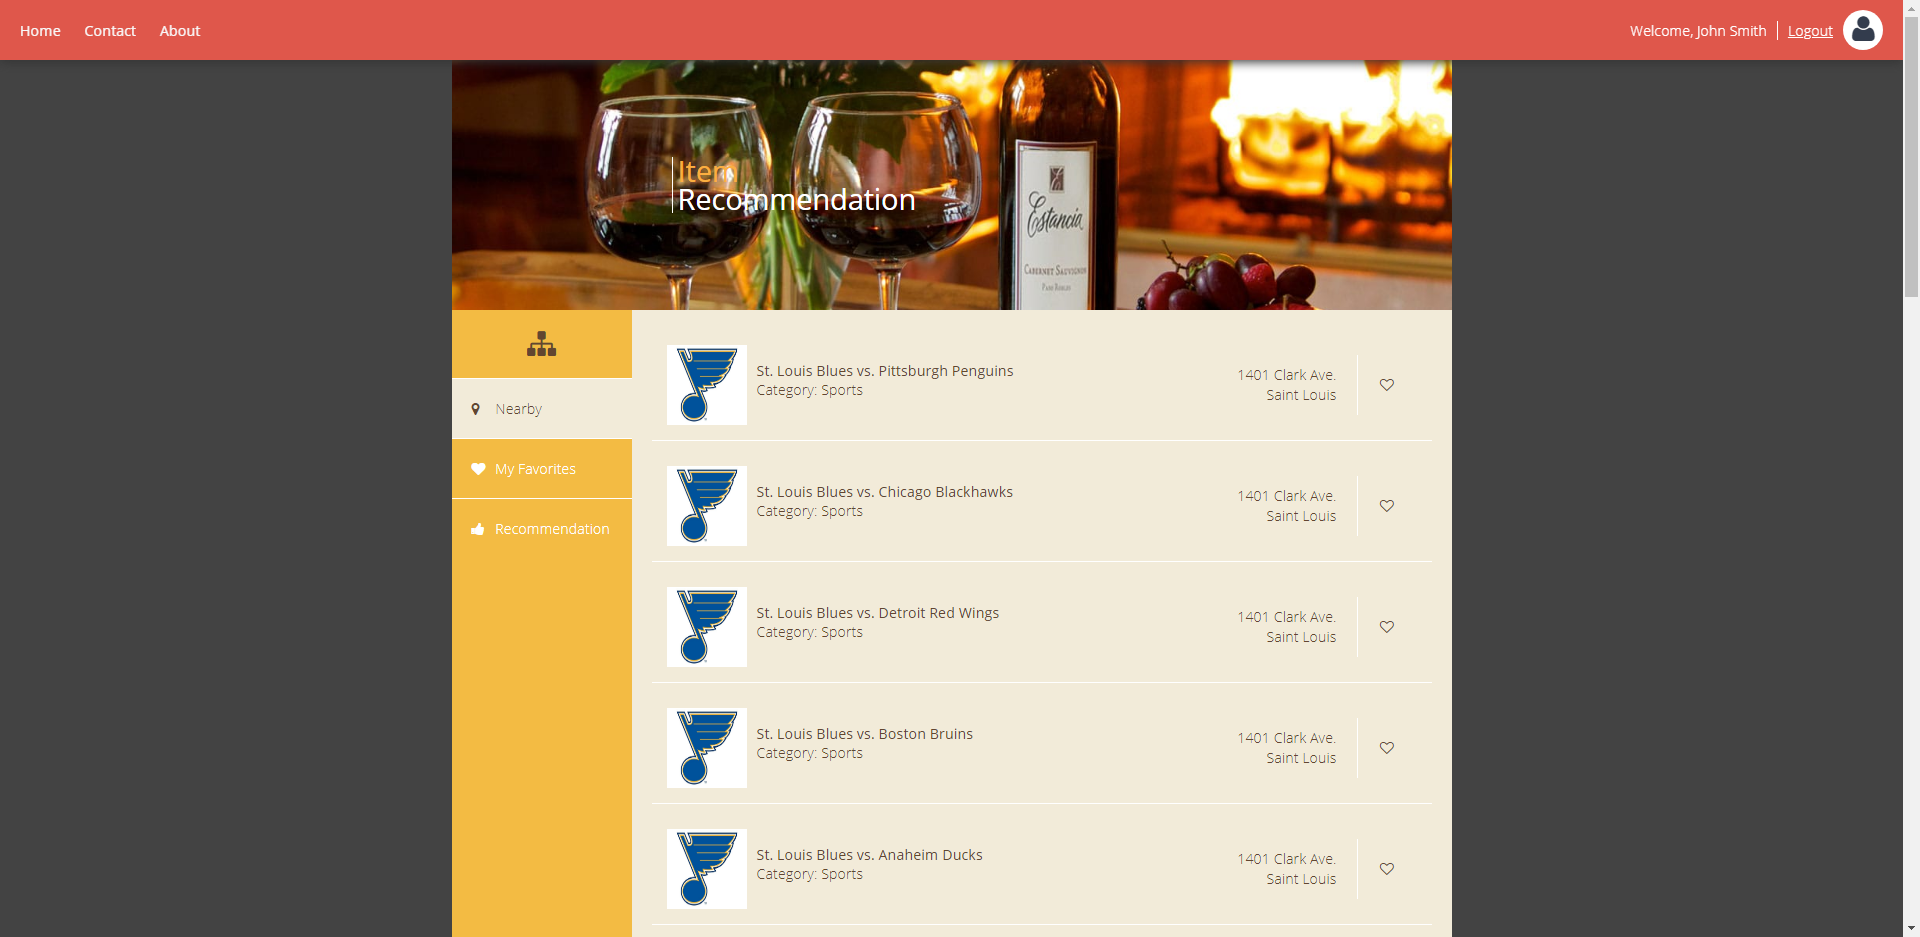 Home Contact About
Welcome, John Smith Logout
Item
Recommendation
Estancia
CABERNET SAUVIGNON
PASO ROBLES
Nearby
My Favorites
Recommendation
St. Louis Blues vs. Pittsburgh Penguins
Category: Sports
1401 Clark Ave.
Saint Louis
St. Louis Blues vs. Chicago Blackhawks
Category: Sports
1401 Clark Ave.
Saint Louis
St. Louis Blues vs. Detroit Red Wings
Category: Sports
1401 Clark Ave.
Saint Louis
St. Louis Blues vs. Boston Bruins
Category: Sports
1401 Clark Ave.
Saint Louis
St. Louis Blues vs. Anaheim Ducks
Category: Sports
1401 Clark Ave.
Saint Louis